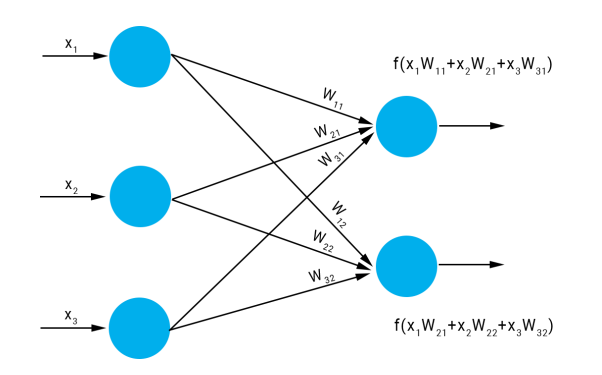 x₁
f(x₁W₁₁+x₂W₂₁+x₃W₃₁)
W₁₁
W₂₁
W₃₁
x₂
W₁₂
W₂₂
W₃₂
x₃
f(x₁W₂₁+x₂W₂₂+x₃W₃₂)